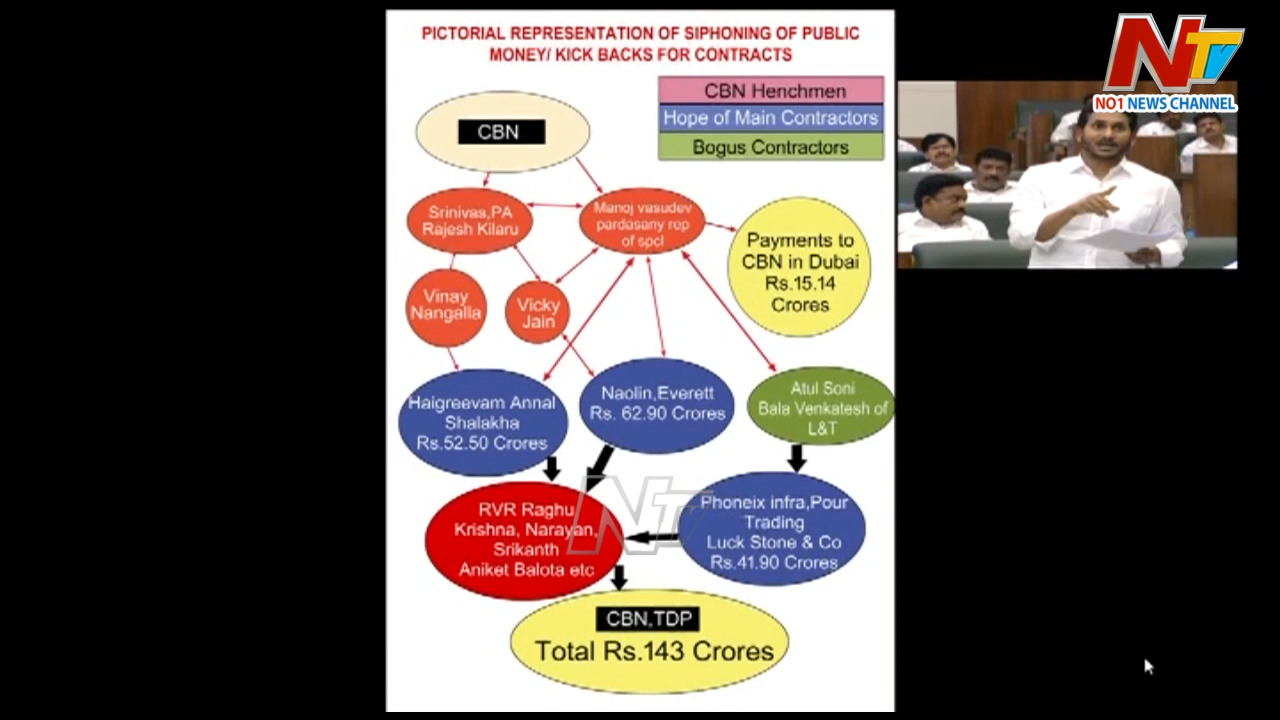 PICTORIAL REPRESENTATION OF SIPHONING OF PUBLIC
MONEY/ KICK BACKS FOR CONTRACTS
NTV
NO1 NEWS CHANNEL
CBN Henchmen
Hope of Main Contractors
Bogus Contractors
CBN
Srinivas,PA
Rajesh Kilaru
Manoj vasudev
pardasany rep
of spcl
Payments to
CBN in Dubai
Rs.15.14
Crores
Vinay
Nangalla
Vicky
Jain
Haigreevam Annal
Shalakha
Rs.52.50 Crores
Naolin,Everett
Rs. 62.90 Crores
Atul Soni
Bala Venkatesh of
L&T
RVR Raghu
Krishna, Narayan,
Srikanth
Aniket Balota etc
Phoneix infra,Pour
Trading
Luck Stone & Co
Rs.41.90 Crores
NTV
CBN,TDP
Total Rs.143 Crores